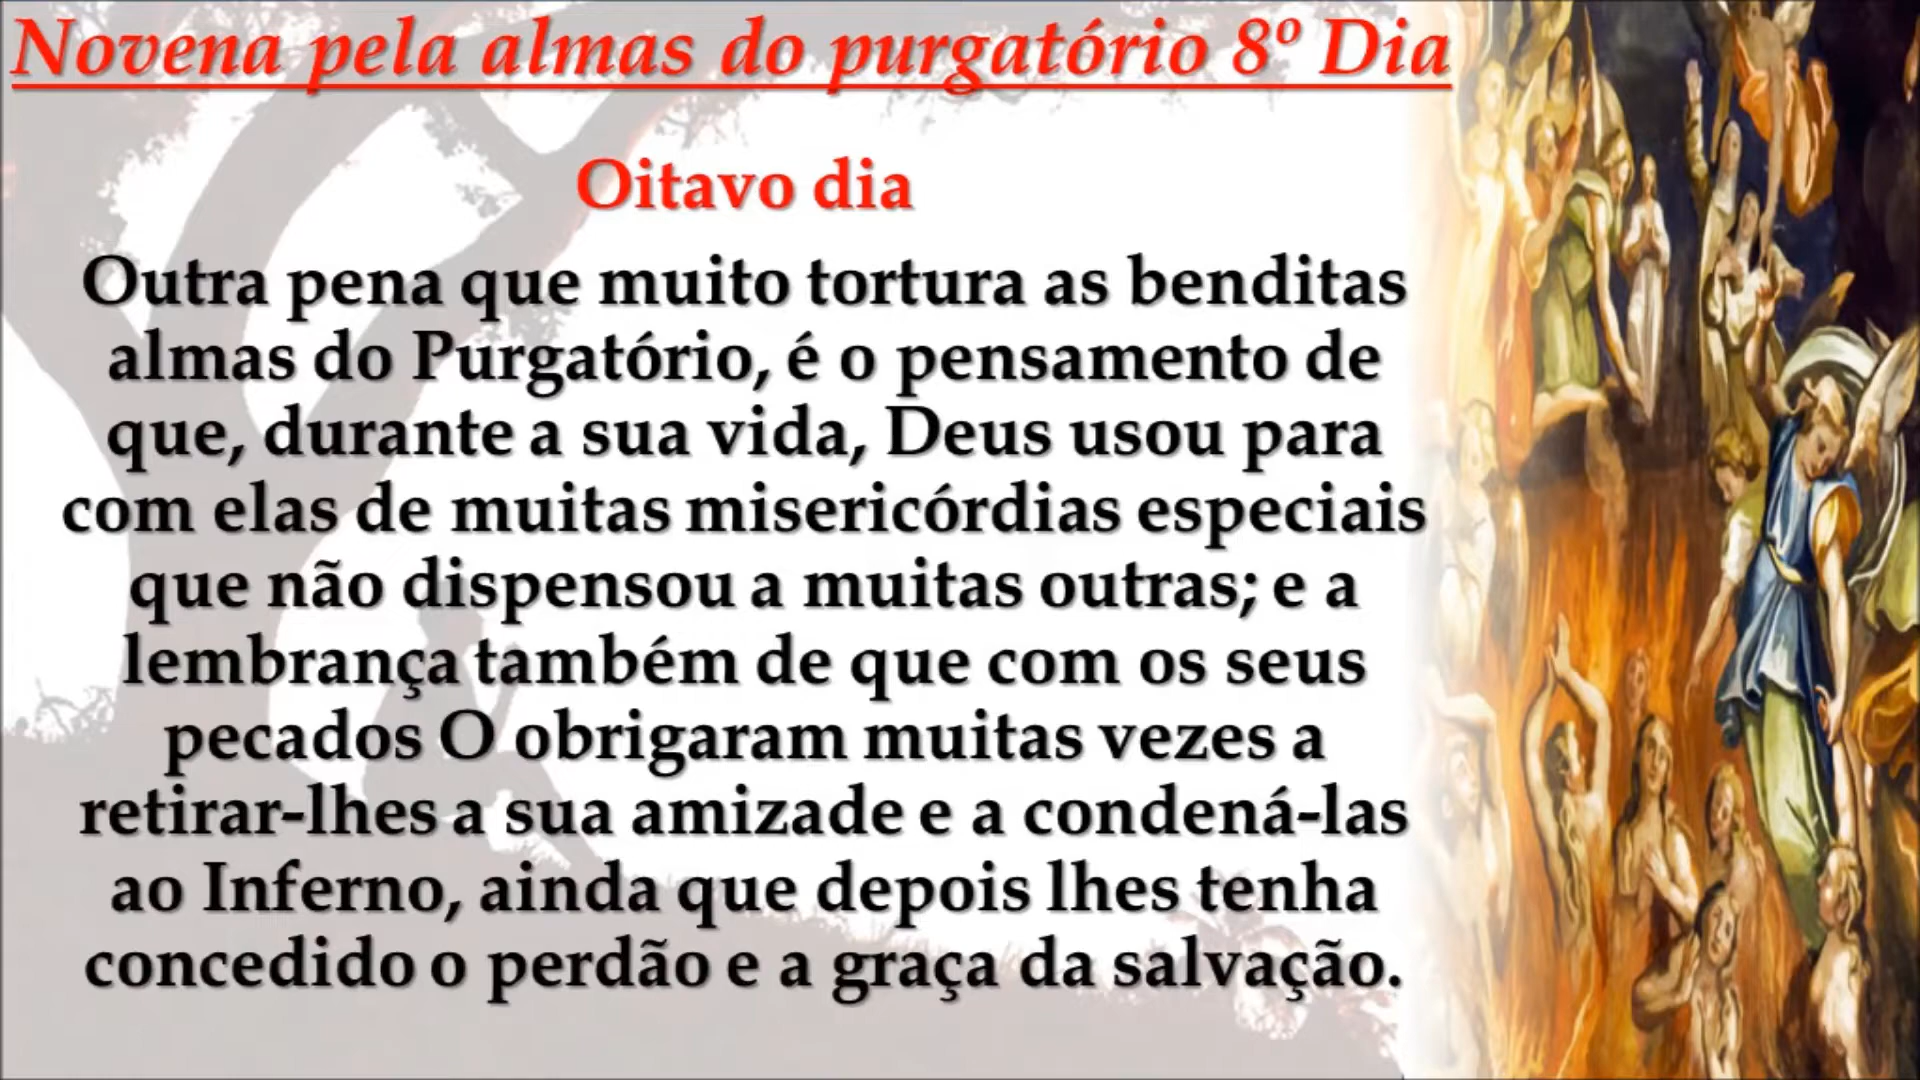 Novena pela almas do purgatório 8º Dia
Oitavo dia
Outra pena que muito tortura as benditas
almas do Purgatório, é o pensamento de
que, durante a sua vida, Deus usou para
com elas de muitas misericórdias especiais
que não dispensou a muitas outras; e a
lembrança também de que com os seus
pecados O obrigaram muitas vezes a
retirar-lhes a sua amizade e a condená-las
ao Inferno, ainda que depois lhes tenha
concedido o perdão e a graça da salvação.